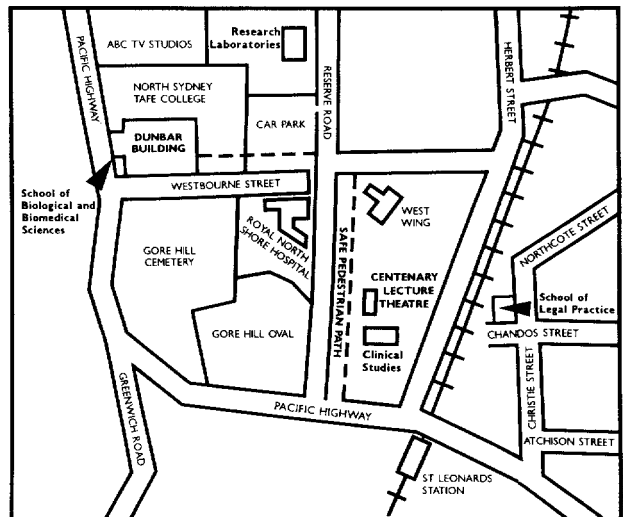 PACIFIC HIGHWAY
ABC TV STUDIOS
Research
Laboratories
RESERVE ROAD
HERBERT STREET
NORTH SYDNEY
TAFE COLLEGE
CAR PARK
DUNBAR
BUILDING
WESTBOURNE STREET
School of
Biological and
Biomedical
Sciences
ROYAL NORTH
SHORE HOSPITAL
WEST
WING
SAFE PEDESTRIAN PATH
NORTHCOTE STREET
GORE HILL
CEMETERY
CENTENARY
LECTURE
THEATRE
School of
Legal Practice
CHANDOS STREET
GORE HILL OVAL
Clinical
Studies
CHRISTIE STREET
GREENWICH ROAD
PACIFIC HIGHWAY
ATCHISON STREET
ST LEONARDS
STATION